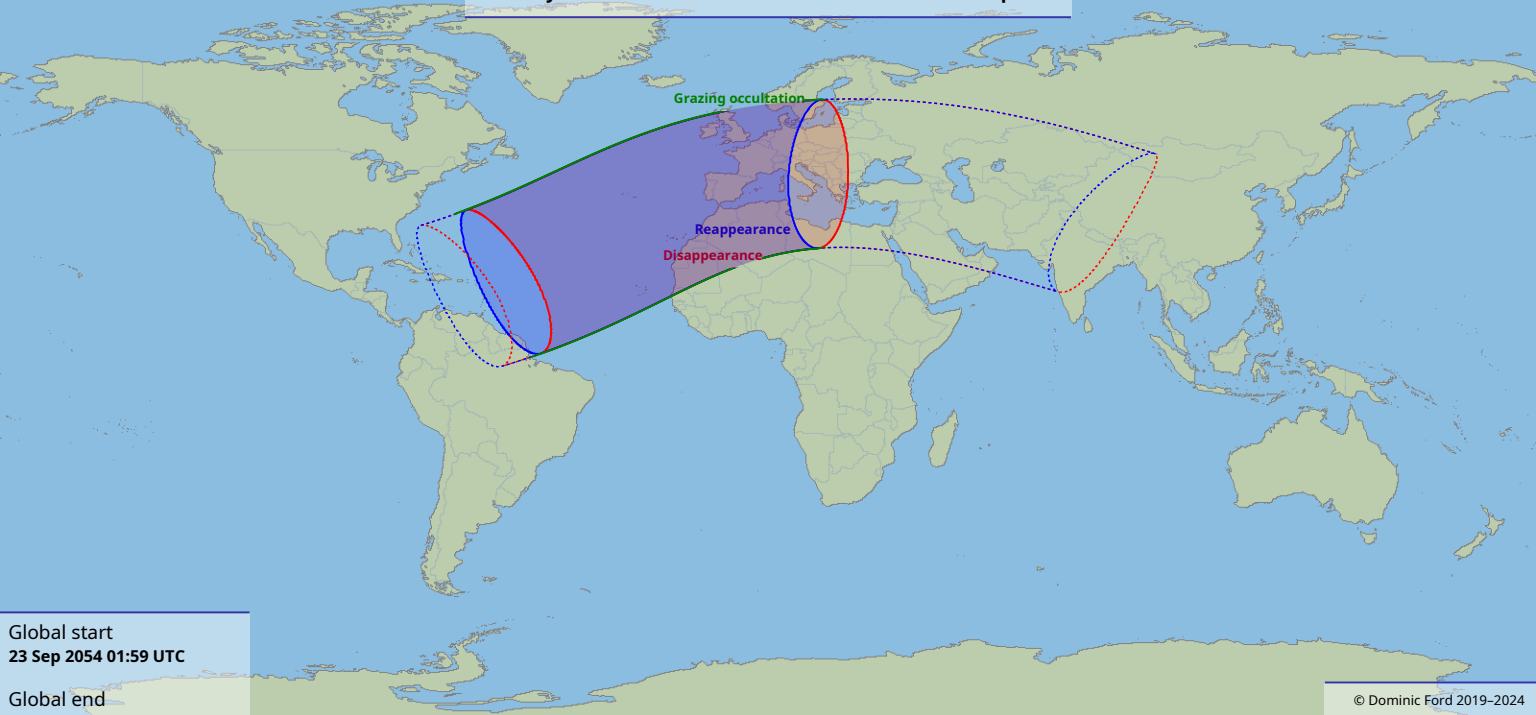 Grazing occultation
Reappearance
Disappearance
Global start
23 Sep 2054 01:59 UTC
Global end
© Dominic Ford 2019–2024